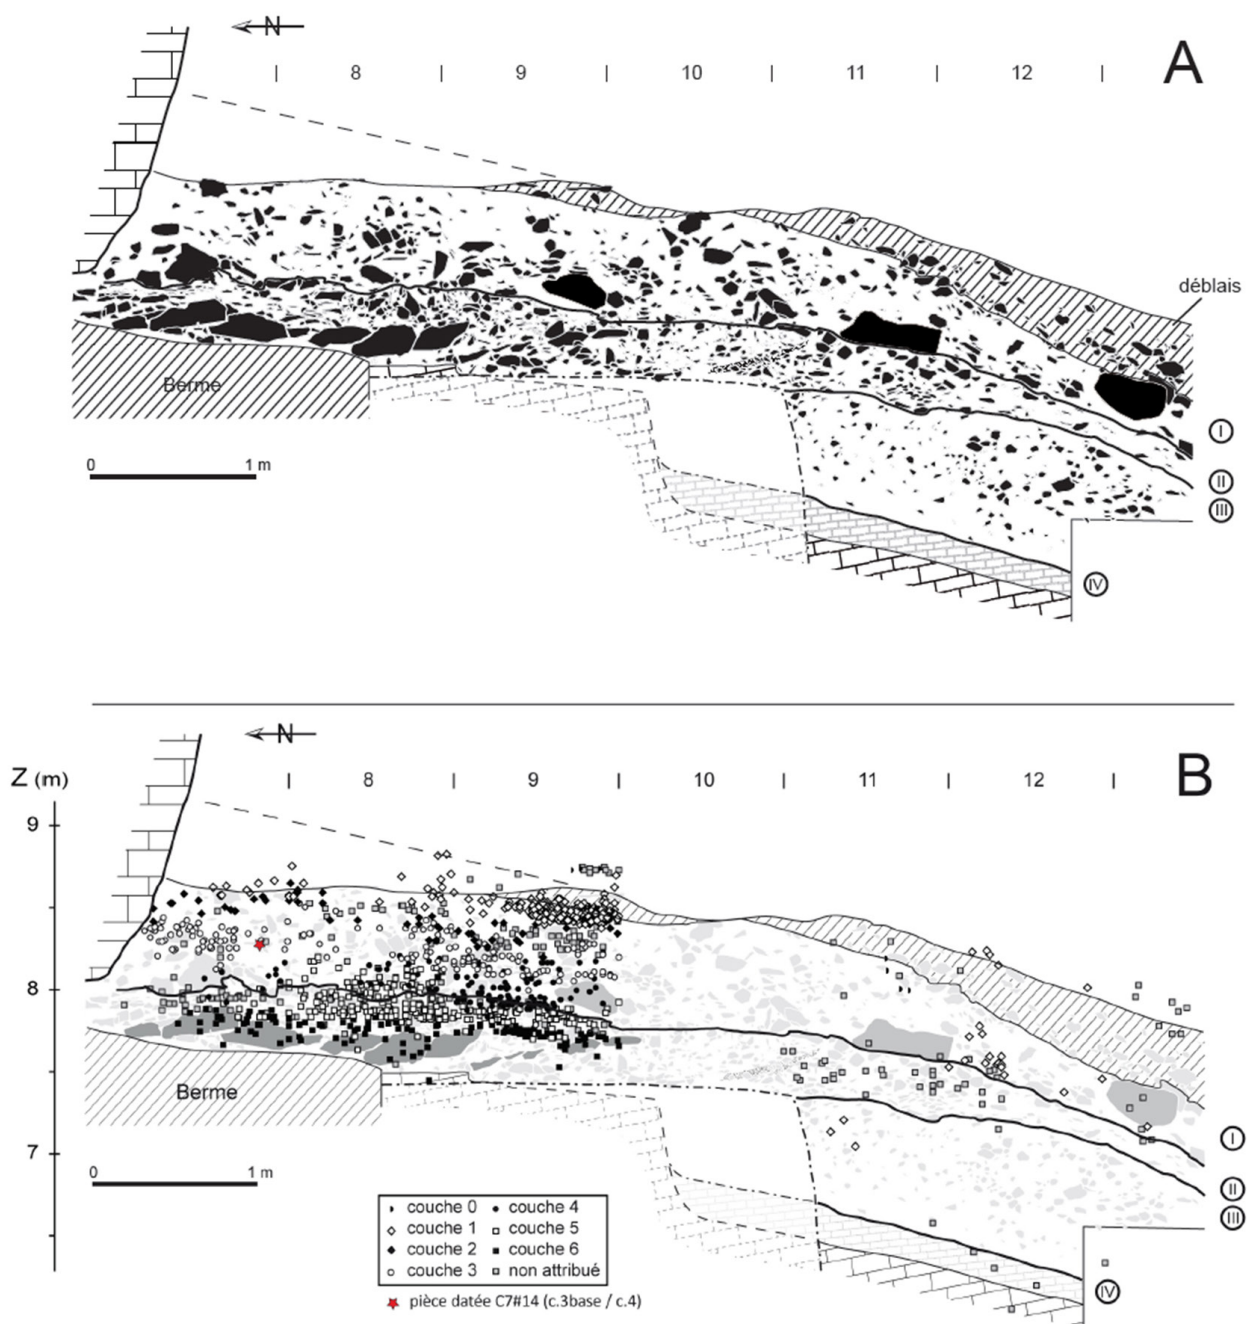 N
A
8 9 10 11 12
déblais
Berme
0 1 m
I
II
III
IV
N
B
Z (m)
8 9 10 11 12
9
8
7
Berme
0 1 m
I
II
III
IV
couche 0 couche 4
couche 1 couche 5
couche 2 couche 6
couche 3 non attribué
pièce datée C7#14 (c.3base / c.4)